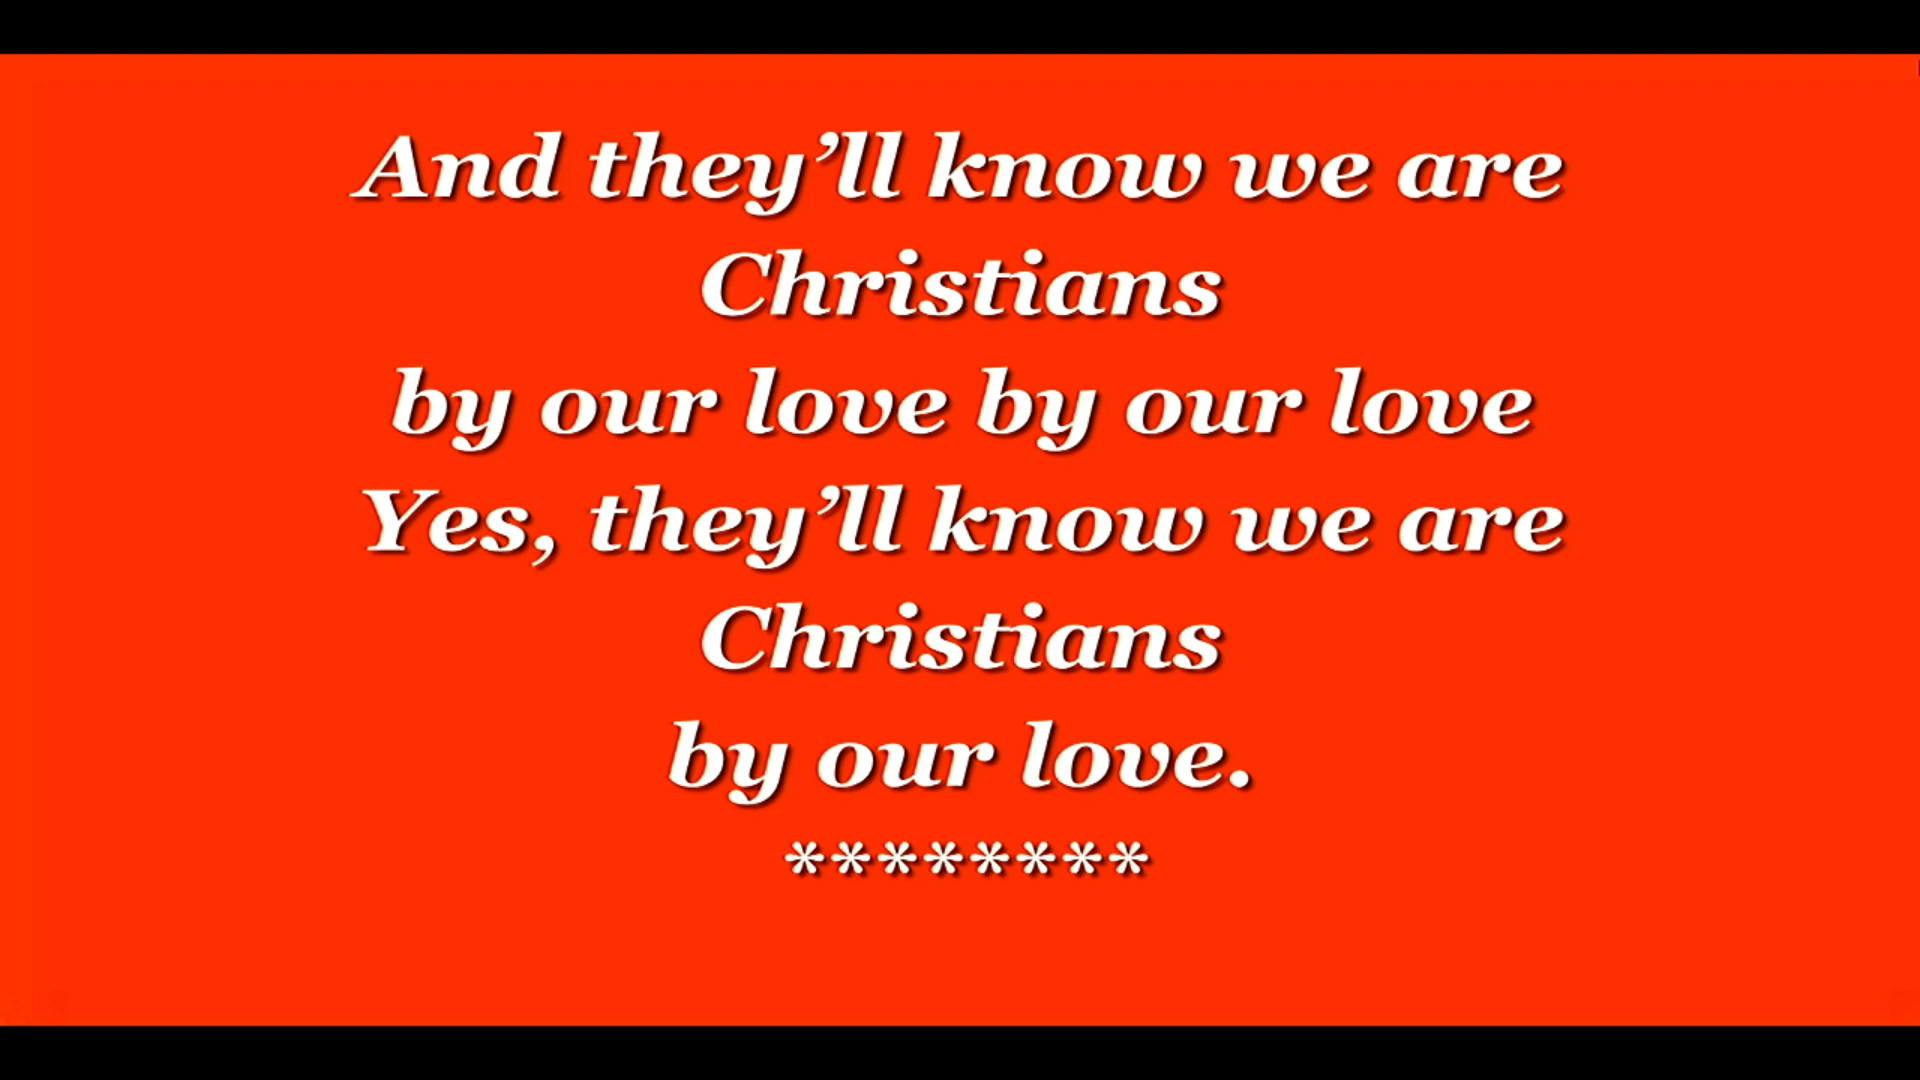 And they’ll know we are
Christians
by our love by our love
Yes, they’ll know we are
Christians
by our love.
********